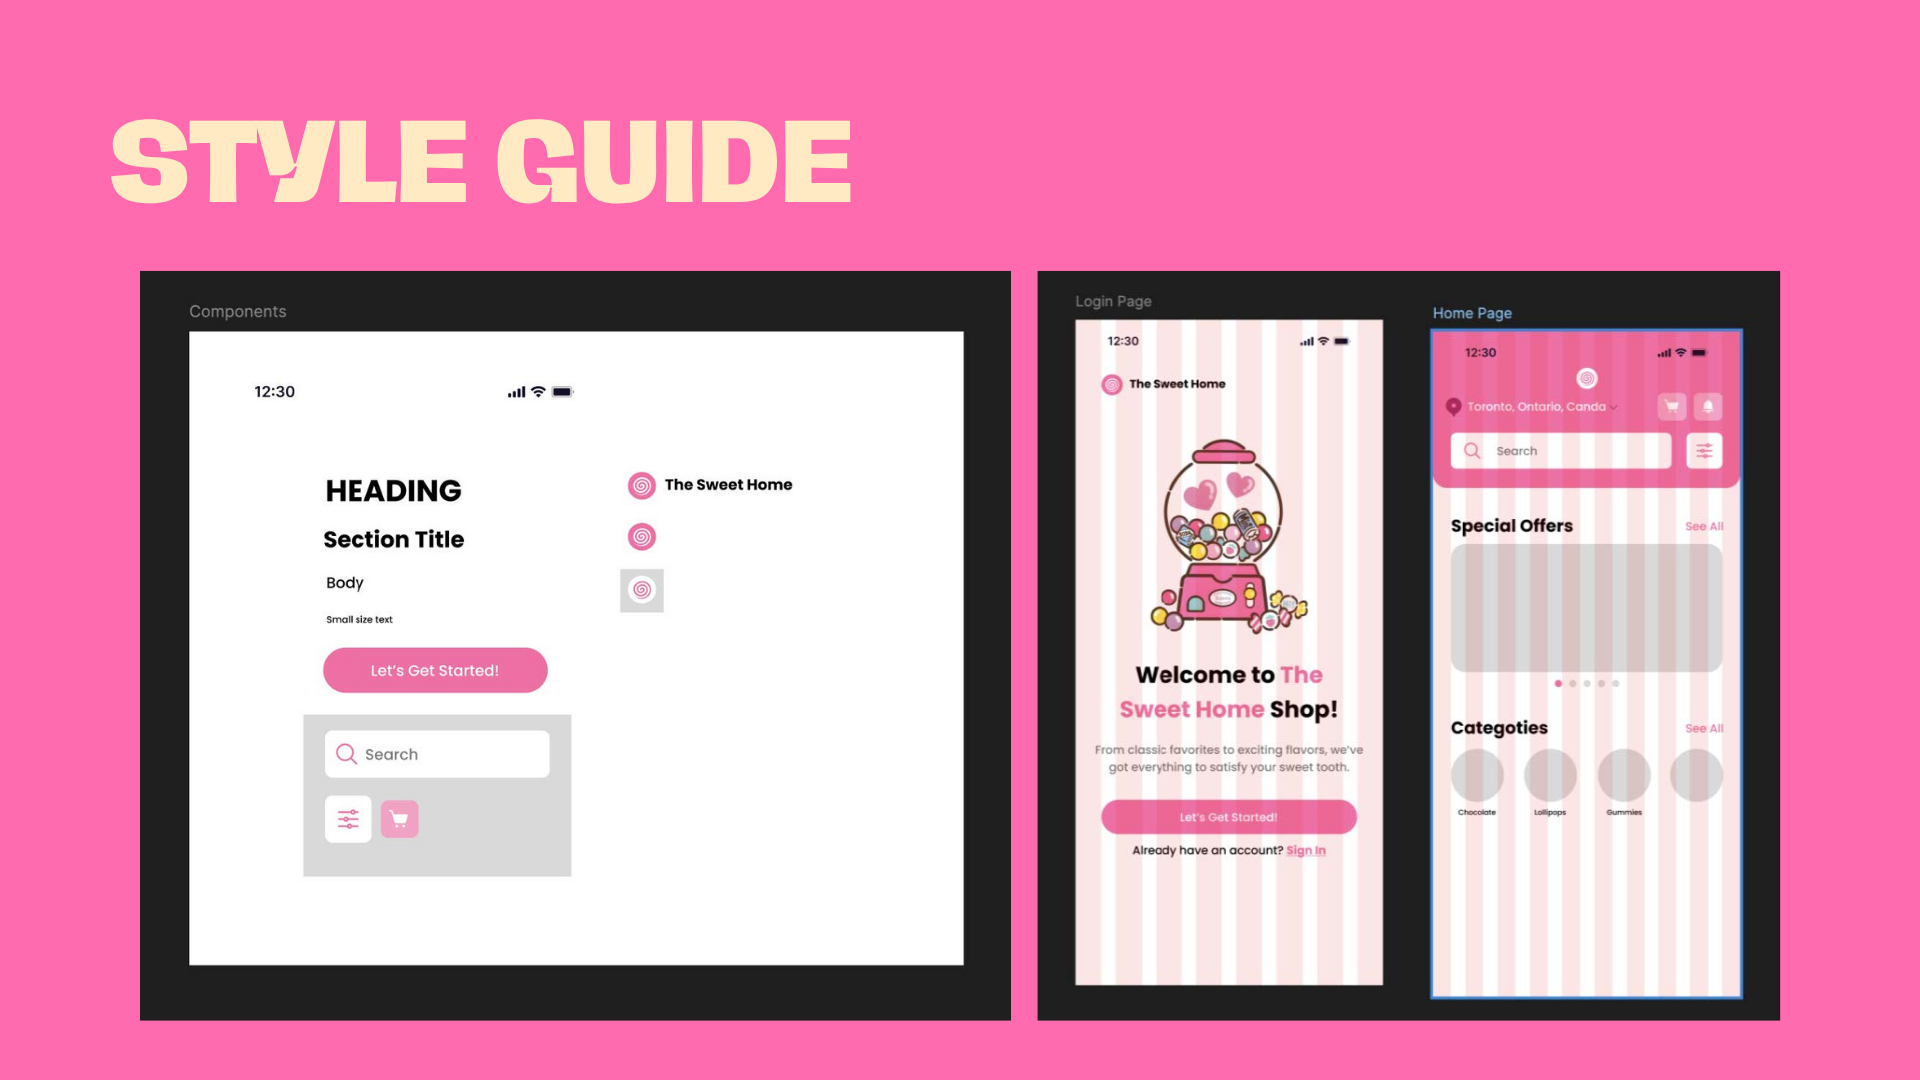 STYLE GUIDE
Components
12:30
HEADING
Section Title
Body
Small size text
Let's Get Started!
Search
The Sweet Home
Login Page
12:30
The Sweet Home
Welcome to The
Sweet Home Shop!
From classic favorites to exciting flavors, we've
got everything to satisfy your sweet tooth.
Let's Get Started!
Already have an account? Sign In
Home Page
12:30
Toronto, Ontario, Canda
Search
Special Offers
See All
Categoties
See All
Chocolate
Lollipops
Gummies